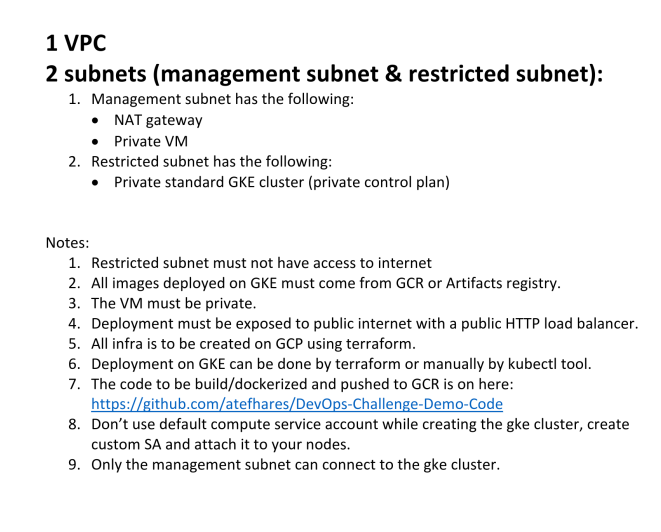 1 VPC
2 subnets (management subnet & restricted subnet):
1. Management subnet has the following:
• NAT gateway
• Private VM
2. Restricted subnet has the following:
• Private standard GKE cluster (private control plan)
Notes:
1. Restricted subnet must not have access to internet
2. All images deployed on GKE must come from GCR or Artifacts registry.
3. The VM must be private.
4. Deployment must be exposed to public internet with a public HTTP load balancer.
5. All infra is to be created on GCP using terraform.
6. Deployment on GKE can be done by terraform or manually by kubectl tool.
7. The code to be build/dockerized and pushed to GCR is on here:
https://github.com/atefhares/DevOps-Challenge-Demo-Code
8. Don’t use default compute service account while creating the gke cluster, create
custom SA and attach it to your nodes.
9. Only the management subnet can connect to the gke cluster.